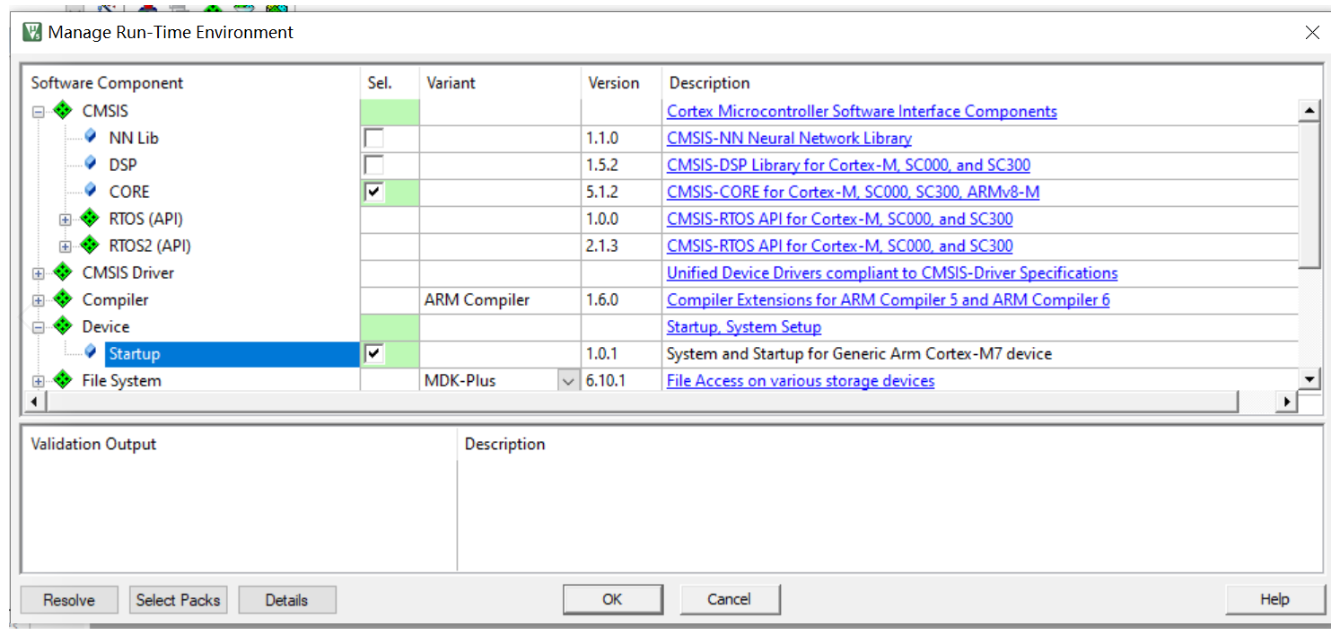 Manage Run-Time Environment
Software Component Sel. Variant Version Description
CMSIS Cortex Microcontroller Software Interface Components
NN Lib 1.1.0 CMSIS-NN Neural Network Library
DSP 1.5.2 CMSIS-DSP Library for Cortex-M, SC000, and SC300
CORE 5.1.2 CMSIS-CORE for Cortex-M, SC000, SC300, ARMv8-M
RTOS (API) 1.0.0 CMSIS-RTOS API for Cortex-M, SC000, and SC300
RTOS2 (API) 2.1.3 CMSIS-RTOS API for Cortex-M, SC000, and SC300
CMSIS Driver Unified Device Drivers compliant to CMSIS-Driver Specifications
Compiler ARM Compiler 1.6.0 Compiler Extensions for ARM Compiler 5 and ARM Compiler 6
Device Startup, System Setup
Startup 1.0.1 System and Startup for Generic Arm Cortex-M7 device
File System MDK-Plus 6.10.1 File Access on various storage devices
Validation Output Description
Resolve Select Packs Details OK Cancel Help